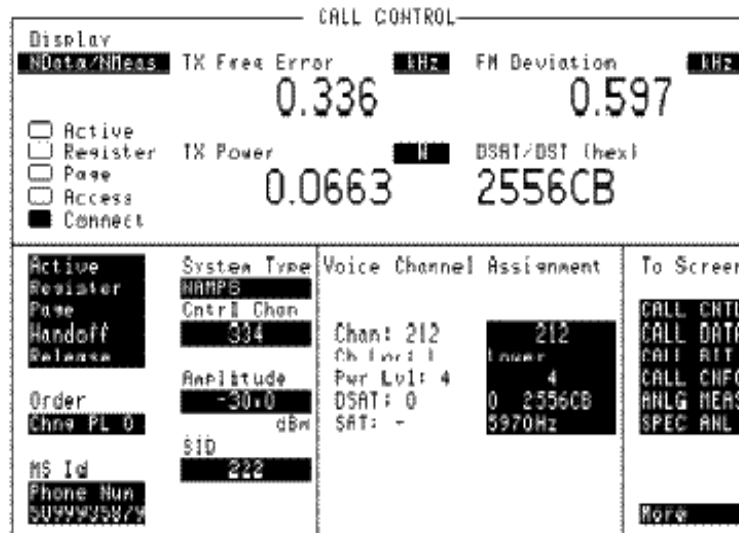 CALL CONTROL
Display
NData/NMeas
TX Freq Error
kHz
FM Deviation
kHz
0.336
0.597
Active
Register
Page
Access
Connect
TX Power
W
DSAT/DST (hex)
0.0663
2556CB
Active
Register
Page
Handoff
Release
Order
Chng PL 0
MS Id
Phone Num
System Type
NAMPS
Cntrl Chan
334
Amplitude
-30.0
dBm
SID
222
Voice Channel Assignment
Chan: 212
212
Lower
Pwr Lvl: 4
4
DSAT: 0
0 2556CB
SAT: -
5970Hz
To Screen
CALL CNTL
CALL DATA
CALL BIT
CALL CNFG
ANLG MEAS
SPEC ANL
More